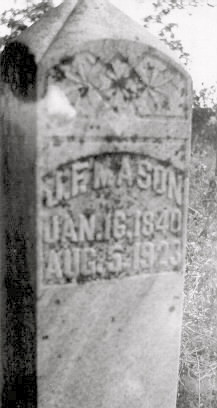 J.F. MASON
JAN. 16, 1840
AUG. 5, 1923